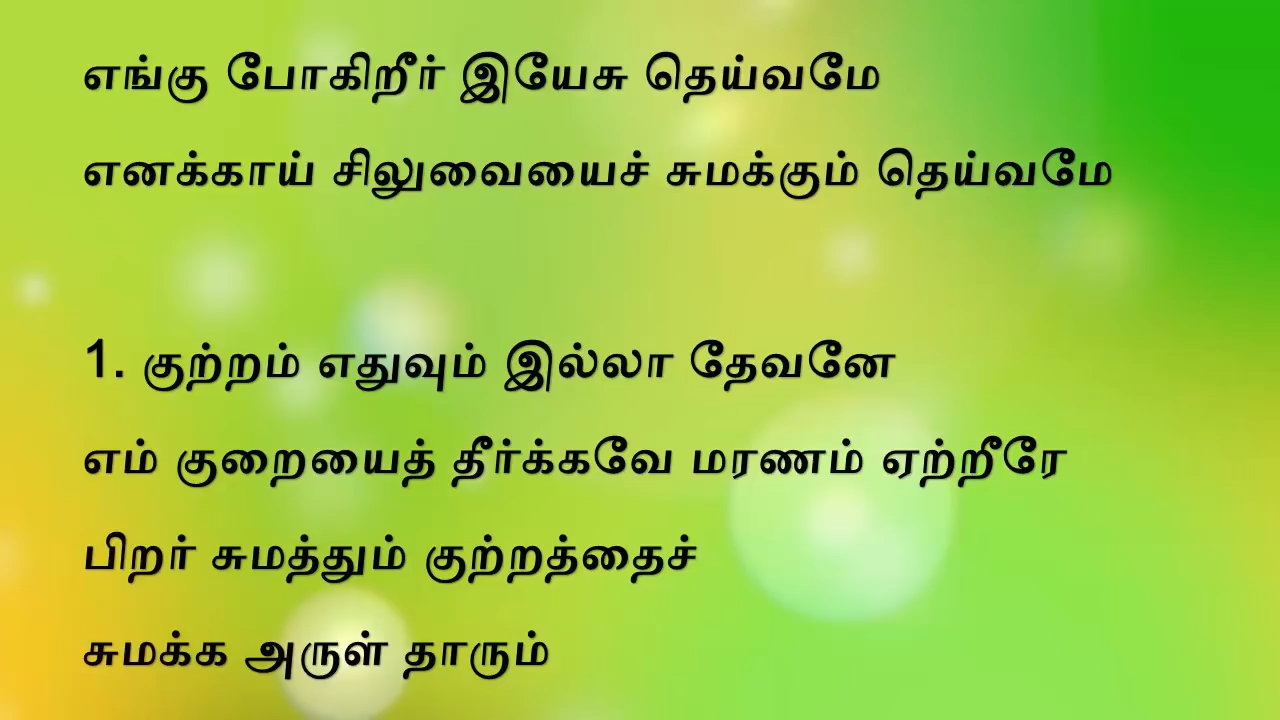 எங்கு போகிறீர் இயேசு தெய்வமே
எனக்காய் சிலுவையைச் சுமக்கும் தெய்வமே
1. குற்றம் எதுவும் இல்லா தேவனே
எம் குறையைத் தீர்க்கவே மரணம் ஏற்றீரே
பிறர் சுமத்தும் குற்றத்தைச்
சுமக்க அருள் தாரும்